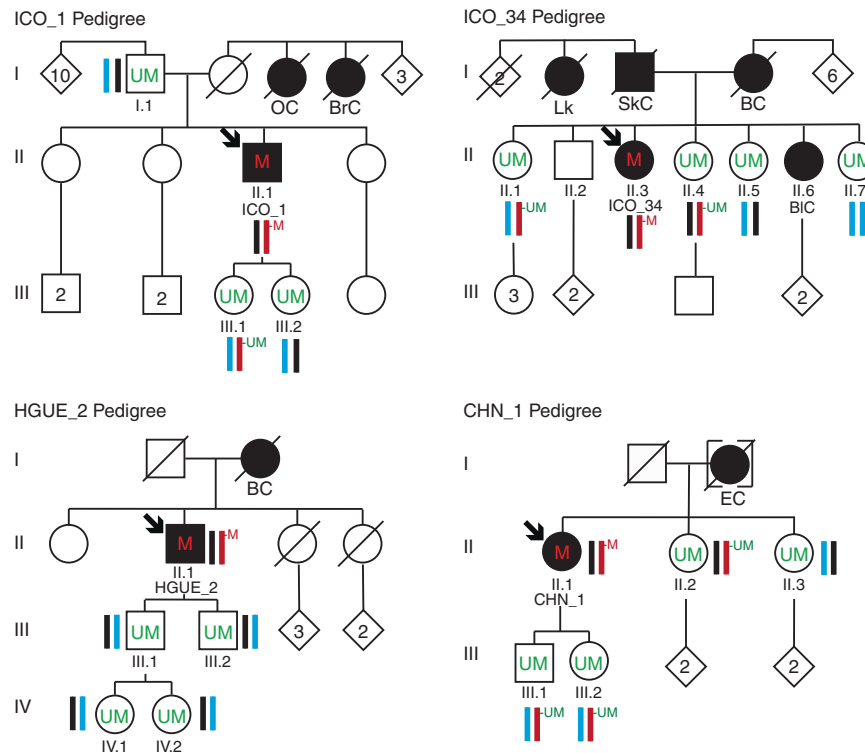 ICO_1 Pedigree
I
10
UM
I.1
OC
BrC
3
II
M
II.1
ICO_1
-M
III
2
2
UM
UM
III.1
III.2
-UM
ICO_34 Pedigree
I
2
Lk
SkC
BC
6
II
UM
M
UM
UM
UM
II.1
II.2
II.3
II.4
II.5
II.6
II.7
ICO_34
BlC
-UM
-M
-UM
III
3
2
2
HGUE_2 Pedigree
I
BC
II
M
-M
II.1
HGUE_2
III
UM
UM
3
2
III.1
III.2
IV
UM
UM
IV.1
IV.2
CHN_1 Pedigree
I
EC
II
M
-M
UM
-UM
UM
II.1
II.2
II.3
CHN_1
III
UM
UM
2
2
III.1
III.2
-UM
-UM